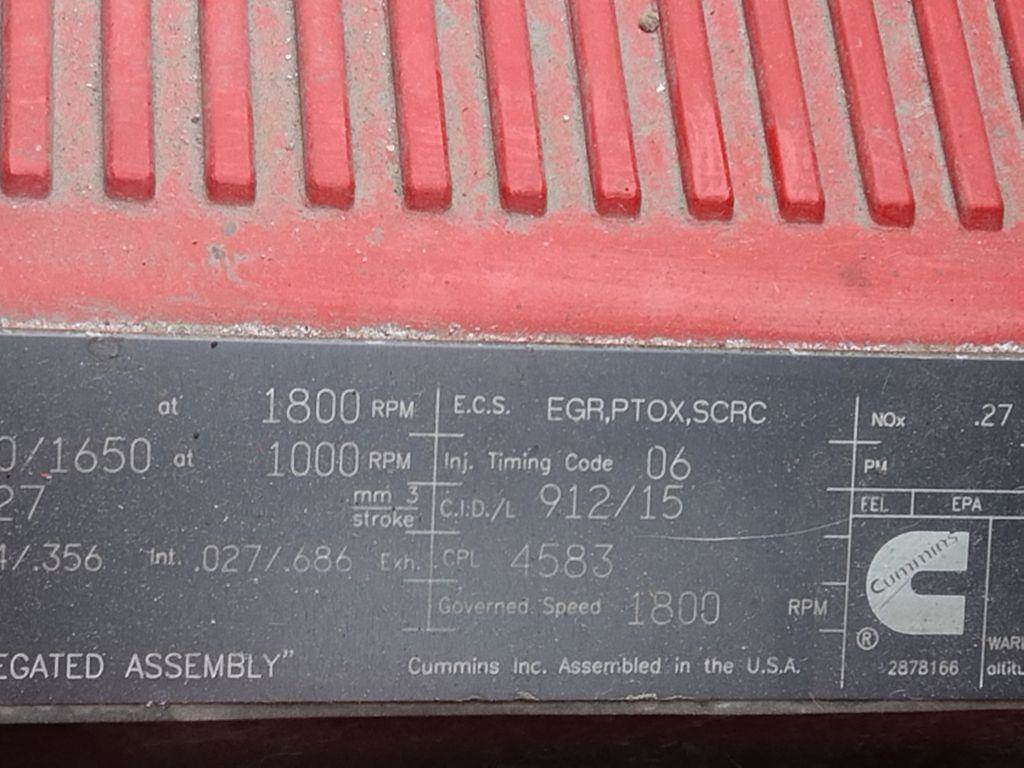 at 1800 RPM E.C.S. EGR,PTOX,SCRC NOx .27
0/1650 at 1000 RPM Inj. Timing Code 06 PM
27 mm 3 stroke C.I.D./L 912/15 FEL EPA
4/.356 Int. .027/.686 Exh. CPL 4583 Cummins
Governed Speed 1800 RPM
EGATED ASSEMBLY” Cummins Inc. Assembled in the U.S.A. ® 2878166